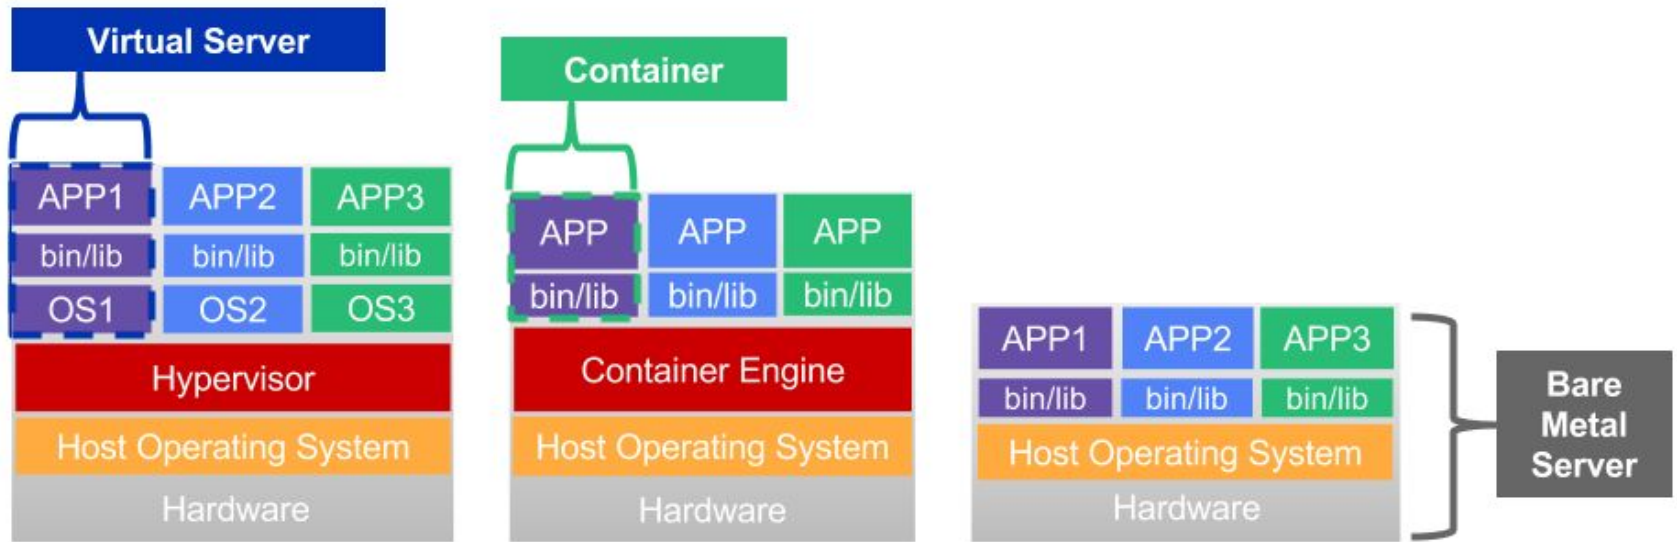 Virtual Server
APP1 APP2 APP3
bin/lib bin/lib bin/lib
OS1 OS2 OS3
Hypervisor
Host Operating System
Hardware
Container
APP APP APP
bin/lib bin/lib bin/lib
Container Engine
Host Operating System
Hardware
APP1 APP2 APP3
bin/lib bin/lib bin/lib
Host Operating System
Hardware
Bare
Metal
Server